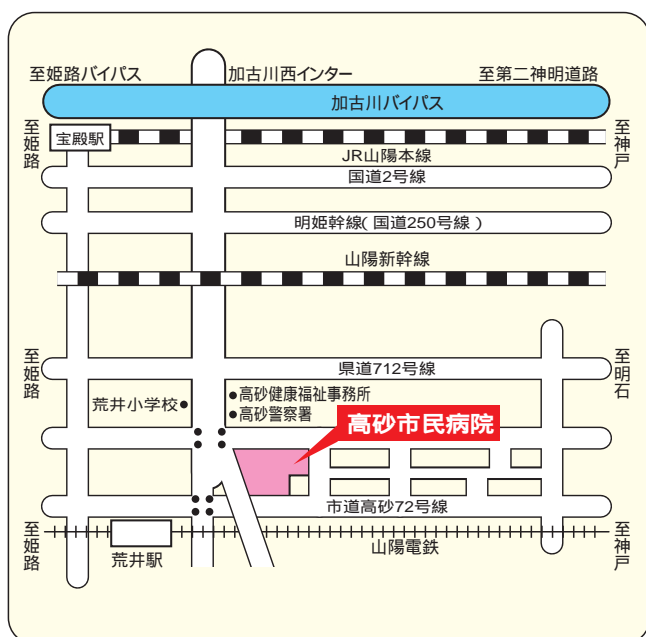 至姫路バイパス
加古川西インター
至第二神明道路
加古川バイパス
至姫路
宝殿駅
至神戸
JR山陽本線
国道2号線
明姫幹線(国道250号線)
山陽新幹線
至姫路
県道712号線
至明石
荒井小学校●
●高砂健康福祉事務所
●高砂警察署
高砂市民病院
市道高砂72号線
至姫路
荒井駅
山陽電鉄
至神戸